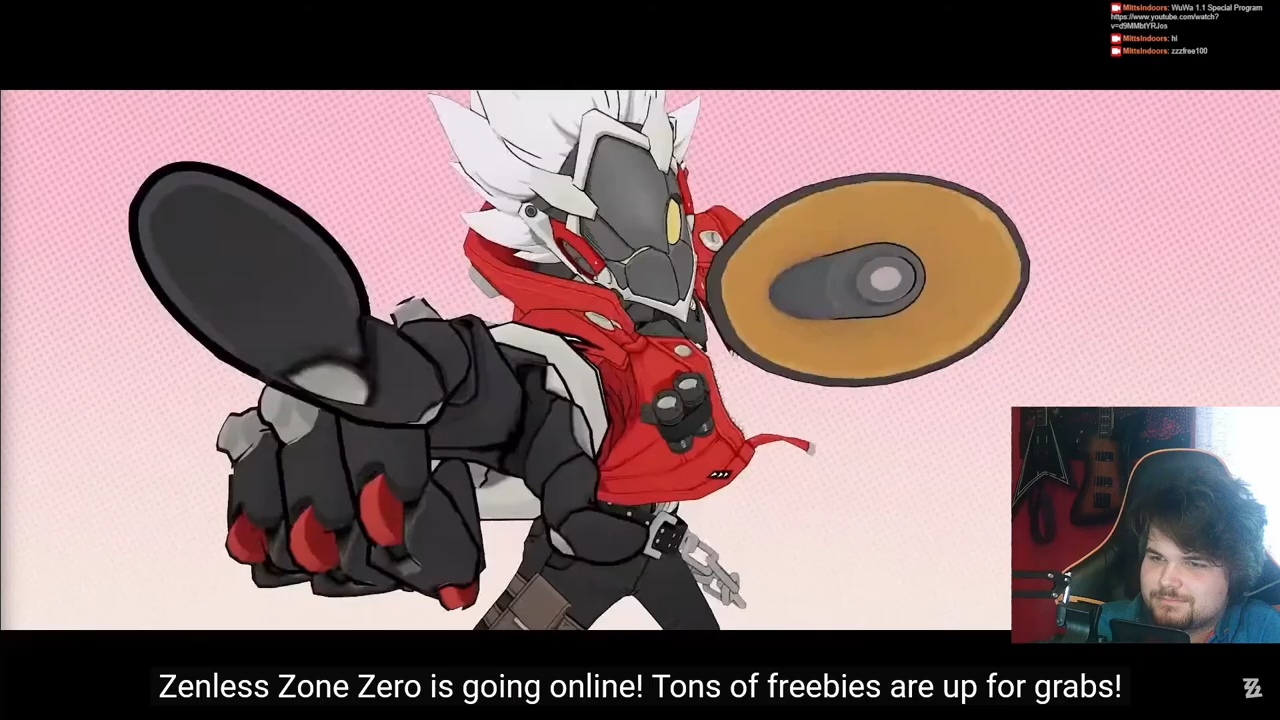 MittsIndoors: WuWa 1.1 Special Program
https://www.youtube.com/watch?
v=d9MMbtYRJos
MittsIndoors: hi
MittsIndoors: zzzfree100
Zenless Zone Zero is going online! Tons of freebies are up for grabs!